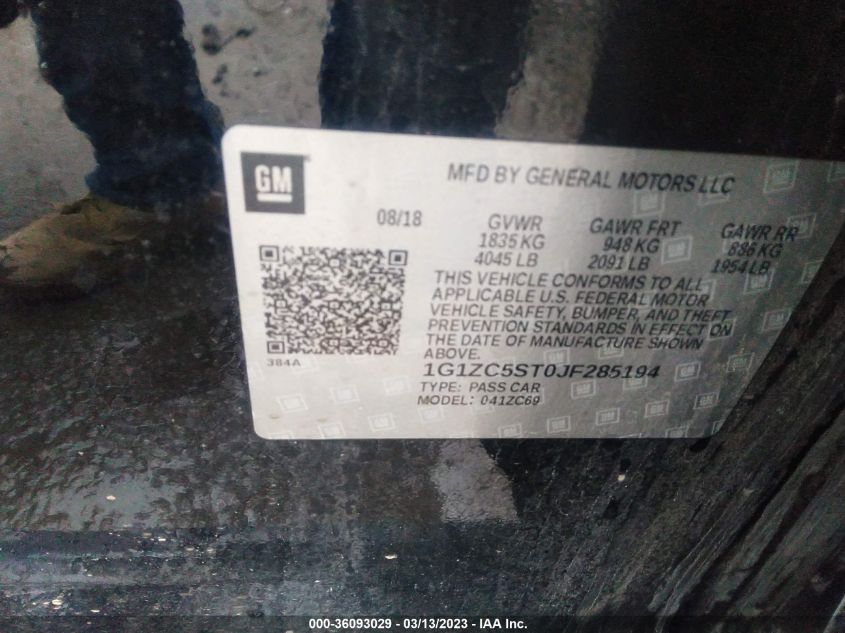 GM
MFD BY GENERAL MOTORS LLC
08/18 GVWR GAWR FRT GAWR RR
1835 KG 948 KG 886 KG
4045 LB 2091 LB 1954 LB
THIS VEHICLE CONFORMS TO ALL
APPLICABLE U.S. FEDERAL MOTOR
VEHICLE SAFETY, BUMPER, AND THEFT
PREVENTION STANDARDS IN EFFECT ON
THE DATE OF MANUFACTURE SHOWN
ABOVE.
384A
1G1ZC5ST0JF285194
TYPE: PASS CAR
MODEL: 041ZC69
000-36093029 - 03/13/2023 - IAA Inc.